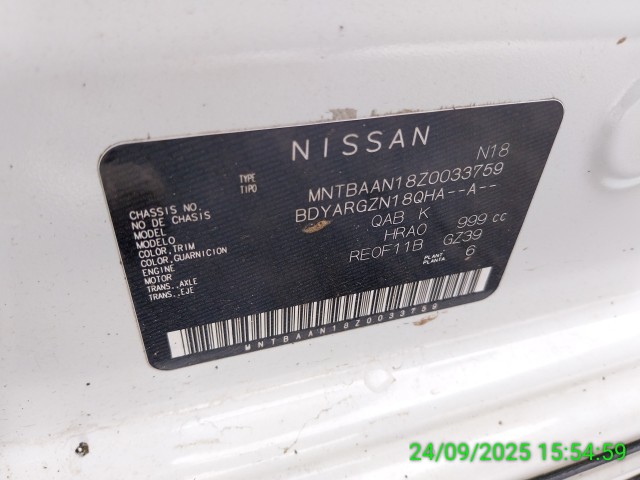 NISSAN
TYPE N18
TIPO
CHASSIS NO. MNTBAAN18Z0033759
NO. DE CHASSIS
MODEL BDYARGZN18QHA--A--
MODELO
COLOR,TRIM QAB K
COLOR,GUARNICION
ENGINE HRA0 999 cc
MOTOR
TRANS.,AXLE RE0F11B GZ39
TRANS.,EJE
PLANT 6
PLANTA
MNTBAAN18Z0033759
24/09/2025 15:54:59